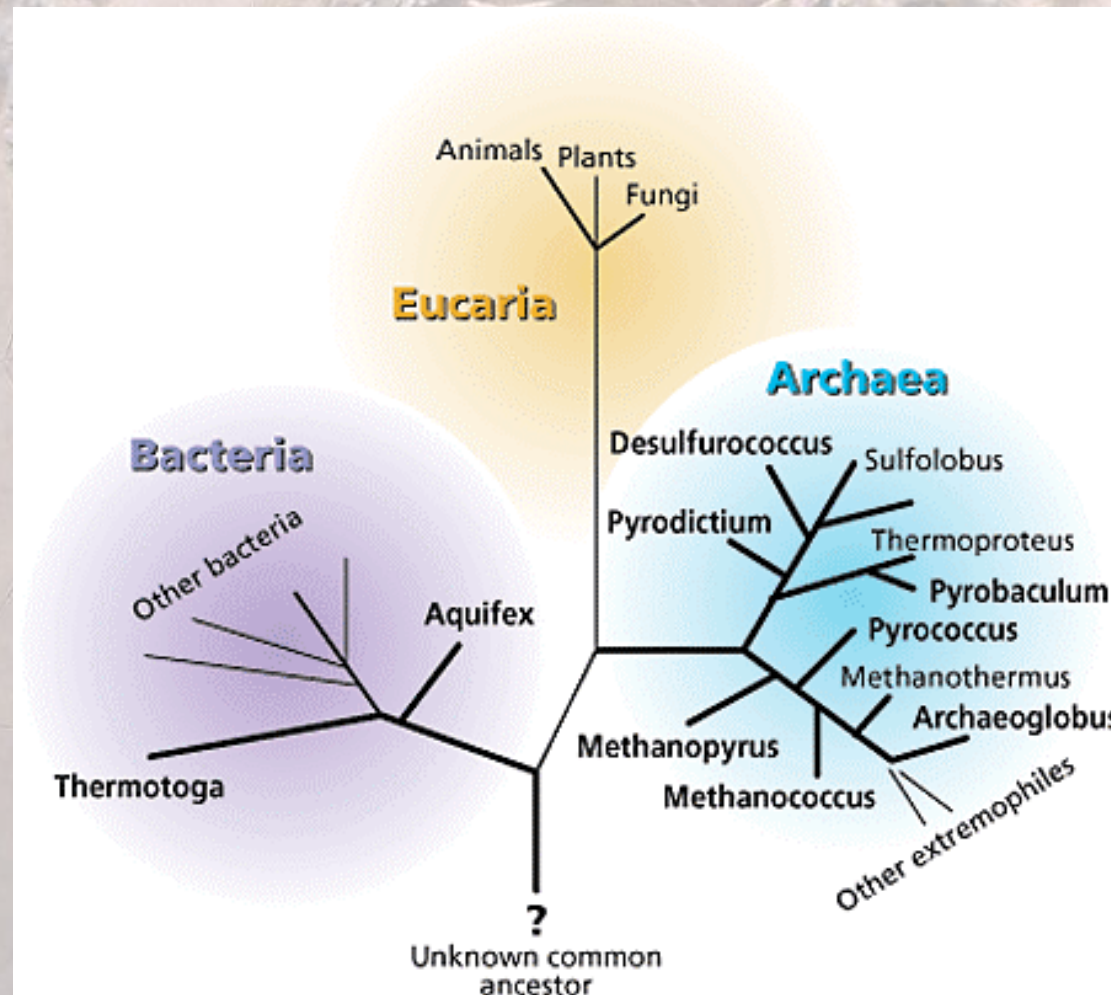 Animals
Plants
Fungi
Eucaria
Archaea
Bacteria
Desulfurococcus
Sulfolobus
Other bacteria
Pyrodictium
Thermoproteus
Aquifex
Pyrobaculum
Pyrococcus
Methanothermus
Archaeoglobus
Methanopyrus
Thermotoga
Methanococcus
Other extremophiles
?
Unknown common
ancestor